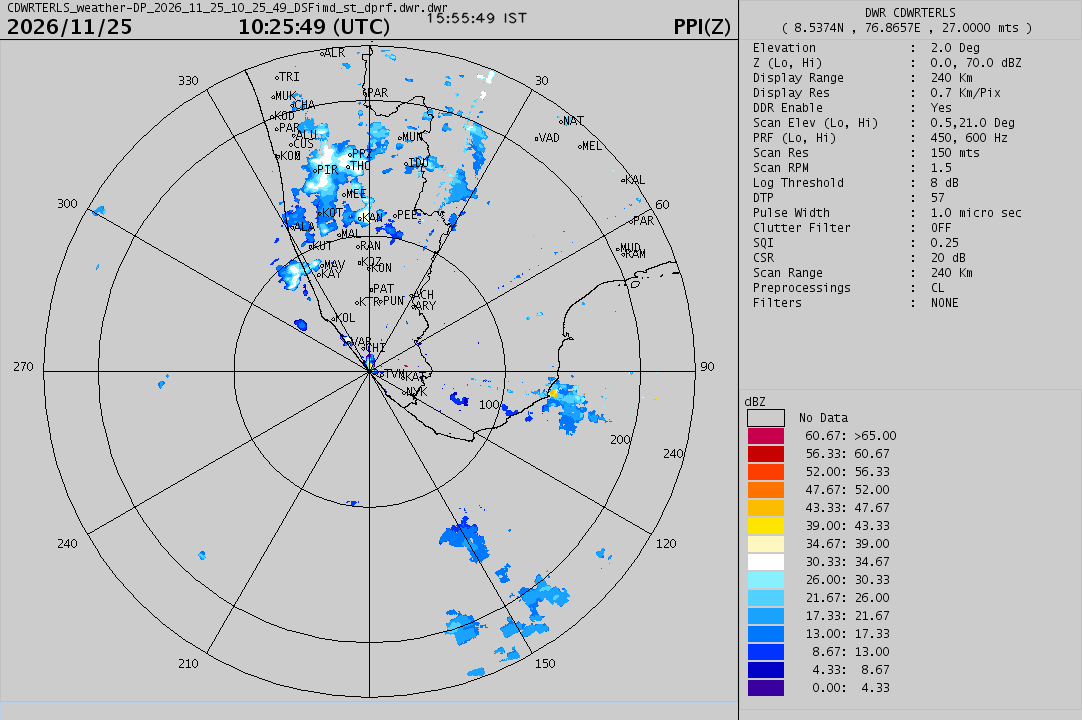 CDWRTERLS_weather-DP_2026_11_25_10_25_49_DSFimd_st_dprf.dwr.dwr
2026/11/25 10:25:49 (UTC) 15:55:49 IST PPI(Z)
DWR CDWRTERLS
( 8.5374N , 76.8657E , 27.0000 mts )
Elevation : 2.0 Deg
Z (Lo, Hi) : 0.0, 70.0 dBZ
Display Range : 240 Km
Display Res : 0.7 Km/Pix
DDR Enable : Yes
Scan Elev (Lo, Hi) : 0.5,21.0 Deg
PRF (Lo, Hi) : 450, 600 Hz
Scan Res : 150 mts
Scan RPM : 1.5
Log Threshold : 8 dB
DTP : 57
Pulse Width : 1.0 micro sec
Clutter Filter : OFF
SQI : 0.25
CSR : 20 dB
Scan Range : 240 Km
Preprocessings : CL
Filters : NONE
dBZ
No Data
60.67: >65.00
56.33: 60.67
52.00: 56.33
47.67: 52.00
43.33: 47.67
39.00: 43.33
34.67: 39.00
30.33: 34.67
26.00: 30.33
21.67: 26.00
17.33: 21.67
13.00: 17.33
8.67: 13.00
4.33: 8.67
0.00: 4.33
ALR
TRI
330
30
MUK
PAR
CHA
KOD
NAT
PAR
ALU
MUN
VAD
CUS
MEL
KOM
PPZ
THO
IDU
PIR
KAL
MEE
300
60
KOT
KAN
PEE
PAR
ALA
MAL
KUT
RAN
MUD
RAM
KOZ
MAV
KON
KAY
PAT
ACH
KTR
PUN
ARY
KOL
VAR
CHI
270
90
TVM
KAT
NYK
100
200
240
240
120
210
150